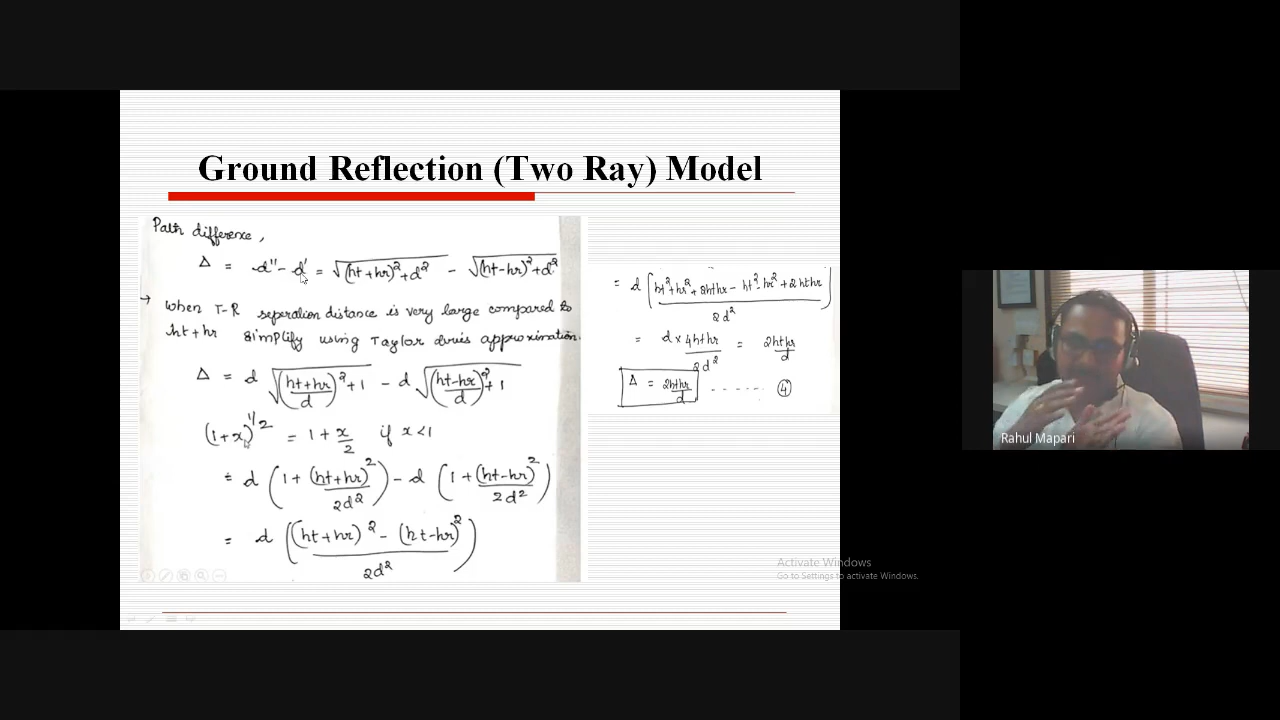 Ground Reflection (Two Ray) Model
Path difference,
Δ = d" - d' = √(ht+hr)²+d² - √(ht-hr)²+d²
→ when T-R seperation distance is very large compared to
ht+hr simplify using Taylor series approximation.
Δ = d √((ht+hr)/d)²+1 - d √((ht-hr)/d)²+1
(1+x)^1/2 = 1+x/2 if x<1
= d (1+(ht+hr)²/2d²) - d (1+(ht-hr)²/2d²)
= d ((ht+hr)² - (ht-hr)²/2d²)
= d [ht²+hr²+2hthr-ht²-hr²+2hthr/2d²]
= d×4hthr/2d² = 2hthr/d
Δ = 2hthr/d ------ ④
Rahul Mapari
Activate Windows
Go to Settings to activate Windows.